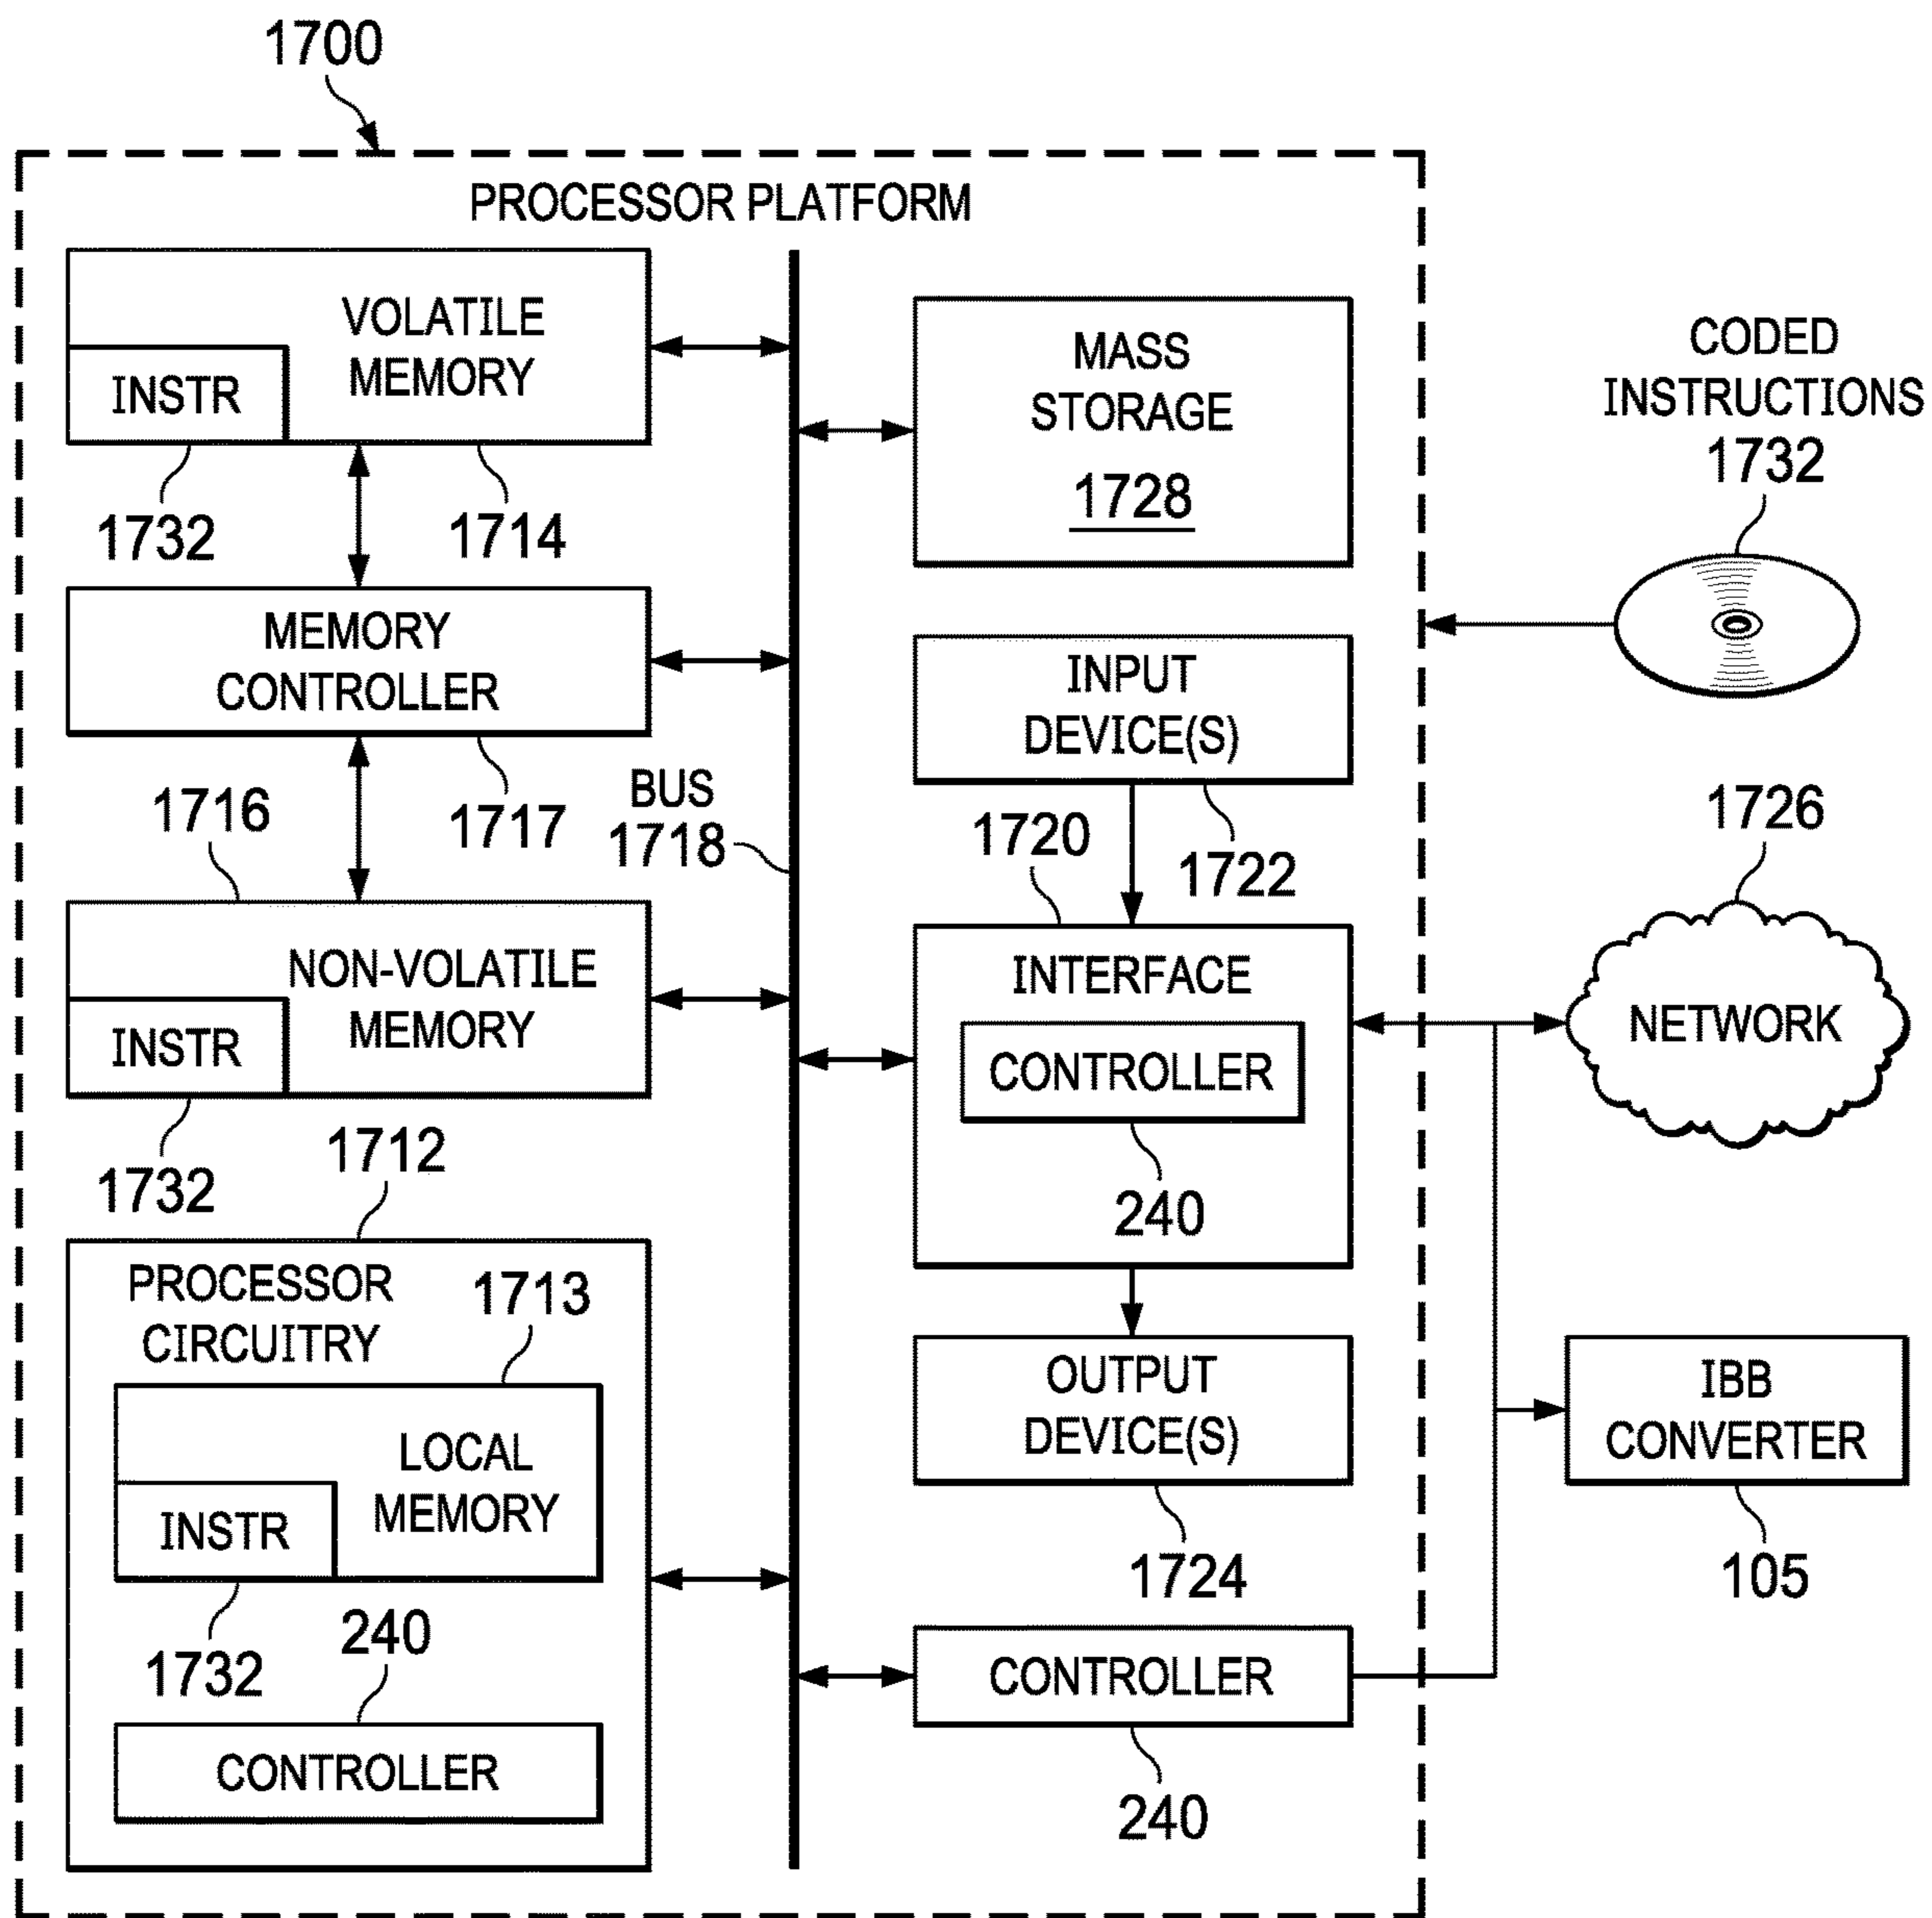 1700
PROCESSOR PLATFORM
VOLATILE
MEMORY
INSTR
1732
1714
MEMORY
CONTROLLER
1717
1716
NON-VOLATILE
MEMORY
INSTR
1732
1712
PROCESSOR
CIRCUITRY
1713
LOCAL
MEMORY
INSTR
1732
240
CONTROLLER
BUS
1718
MASS
STORAGE
1728
INPUT
DEVICE(S)
1722
1720
INTERFACE
CONTROLLER
240
OUTPUT
DEVICE(S)
1724
CONTROLLER
240
CODED
INSTRUCTIONS
1732
1726
NETWORK
IBB
CONVERTER
105